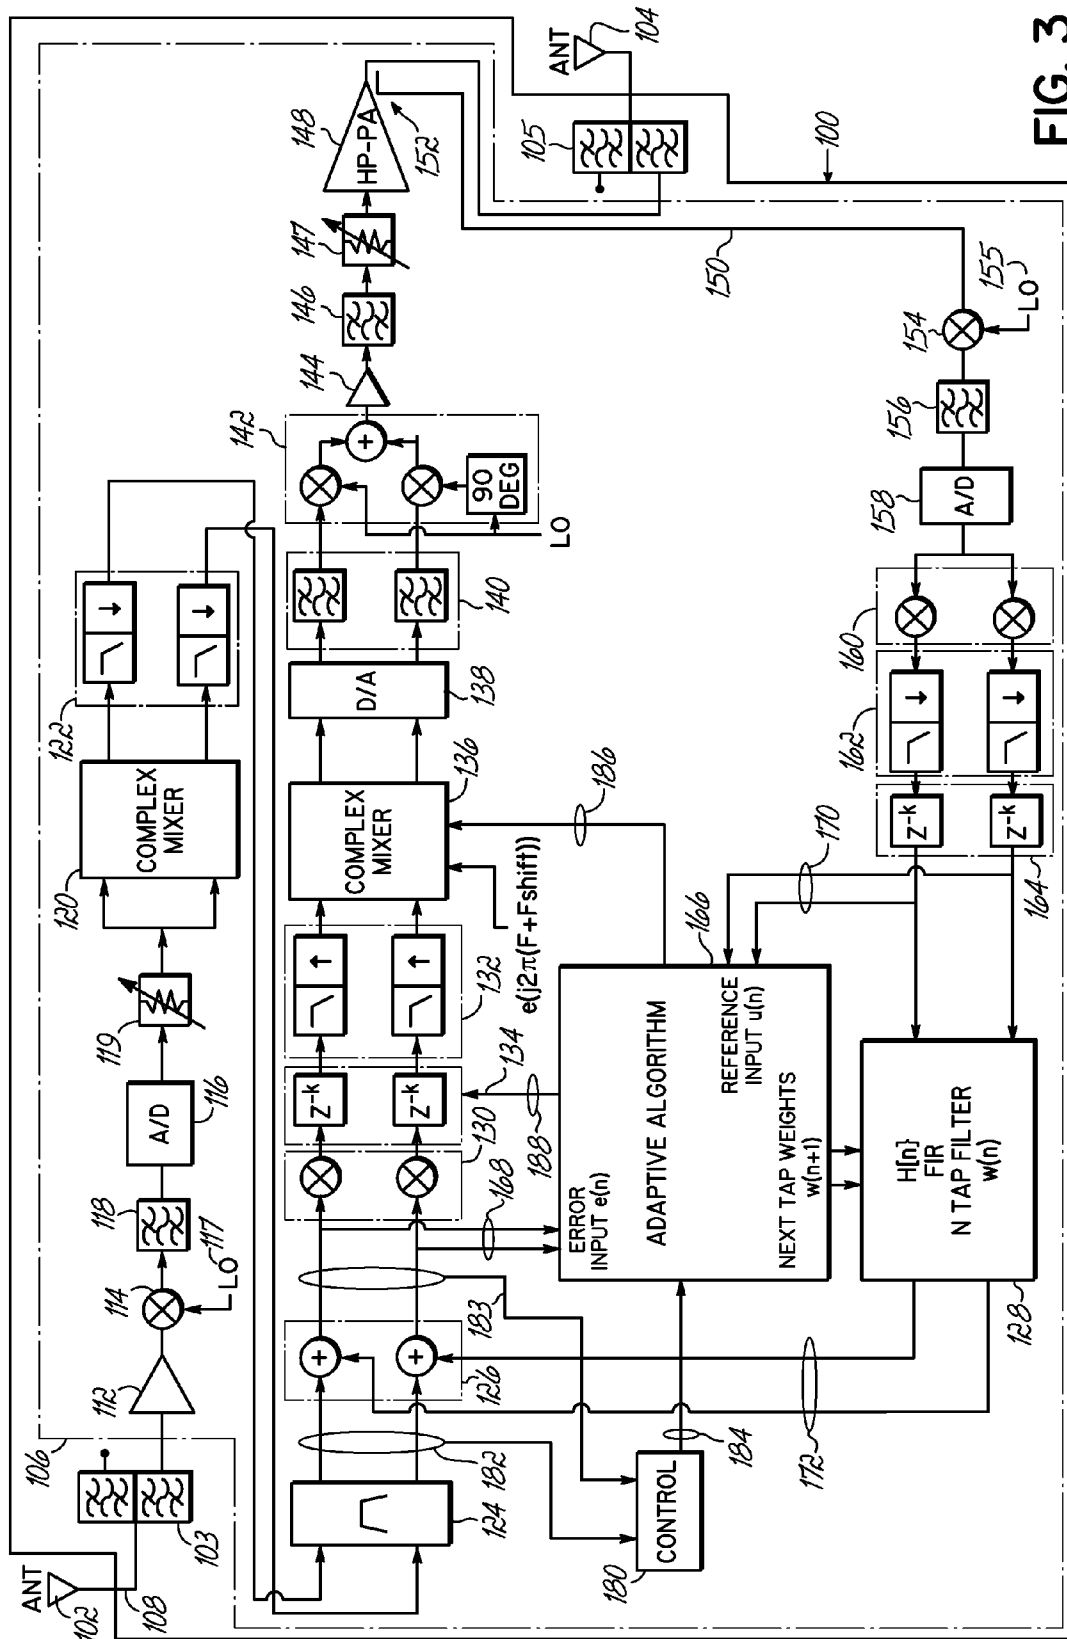 FIG. 3
ANT
102
108
103
106
112
114
LO
117
118
A/D
116
119
120
COMPLEX
MIXER
122
124
182
126
183
168
130
Z-k
Z-k
188
134
132
e(j2π(F+Fshift))
COMPLEX
MIXER
136
186
D/A
138
140
142
90
DEG
LO
144
146
147
148
HP-PA
152
105
ANT
104
100
150
154
LO
155
156
158
A/D
160
162
Z-k
Z-k
164
170
166
ERROR
INPUT e(n)
ADAPTIVE ALGORITHM
REFERENCE
INPUT u(n)
NEXT TAP WEIGHTS
w(n+1)
H[n}
FIR
N TAP FILTER
w(n)
128
172
184
CONTROL
180